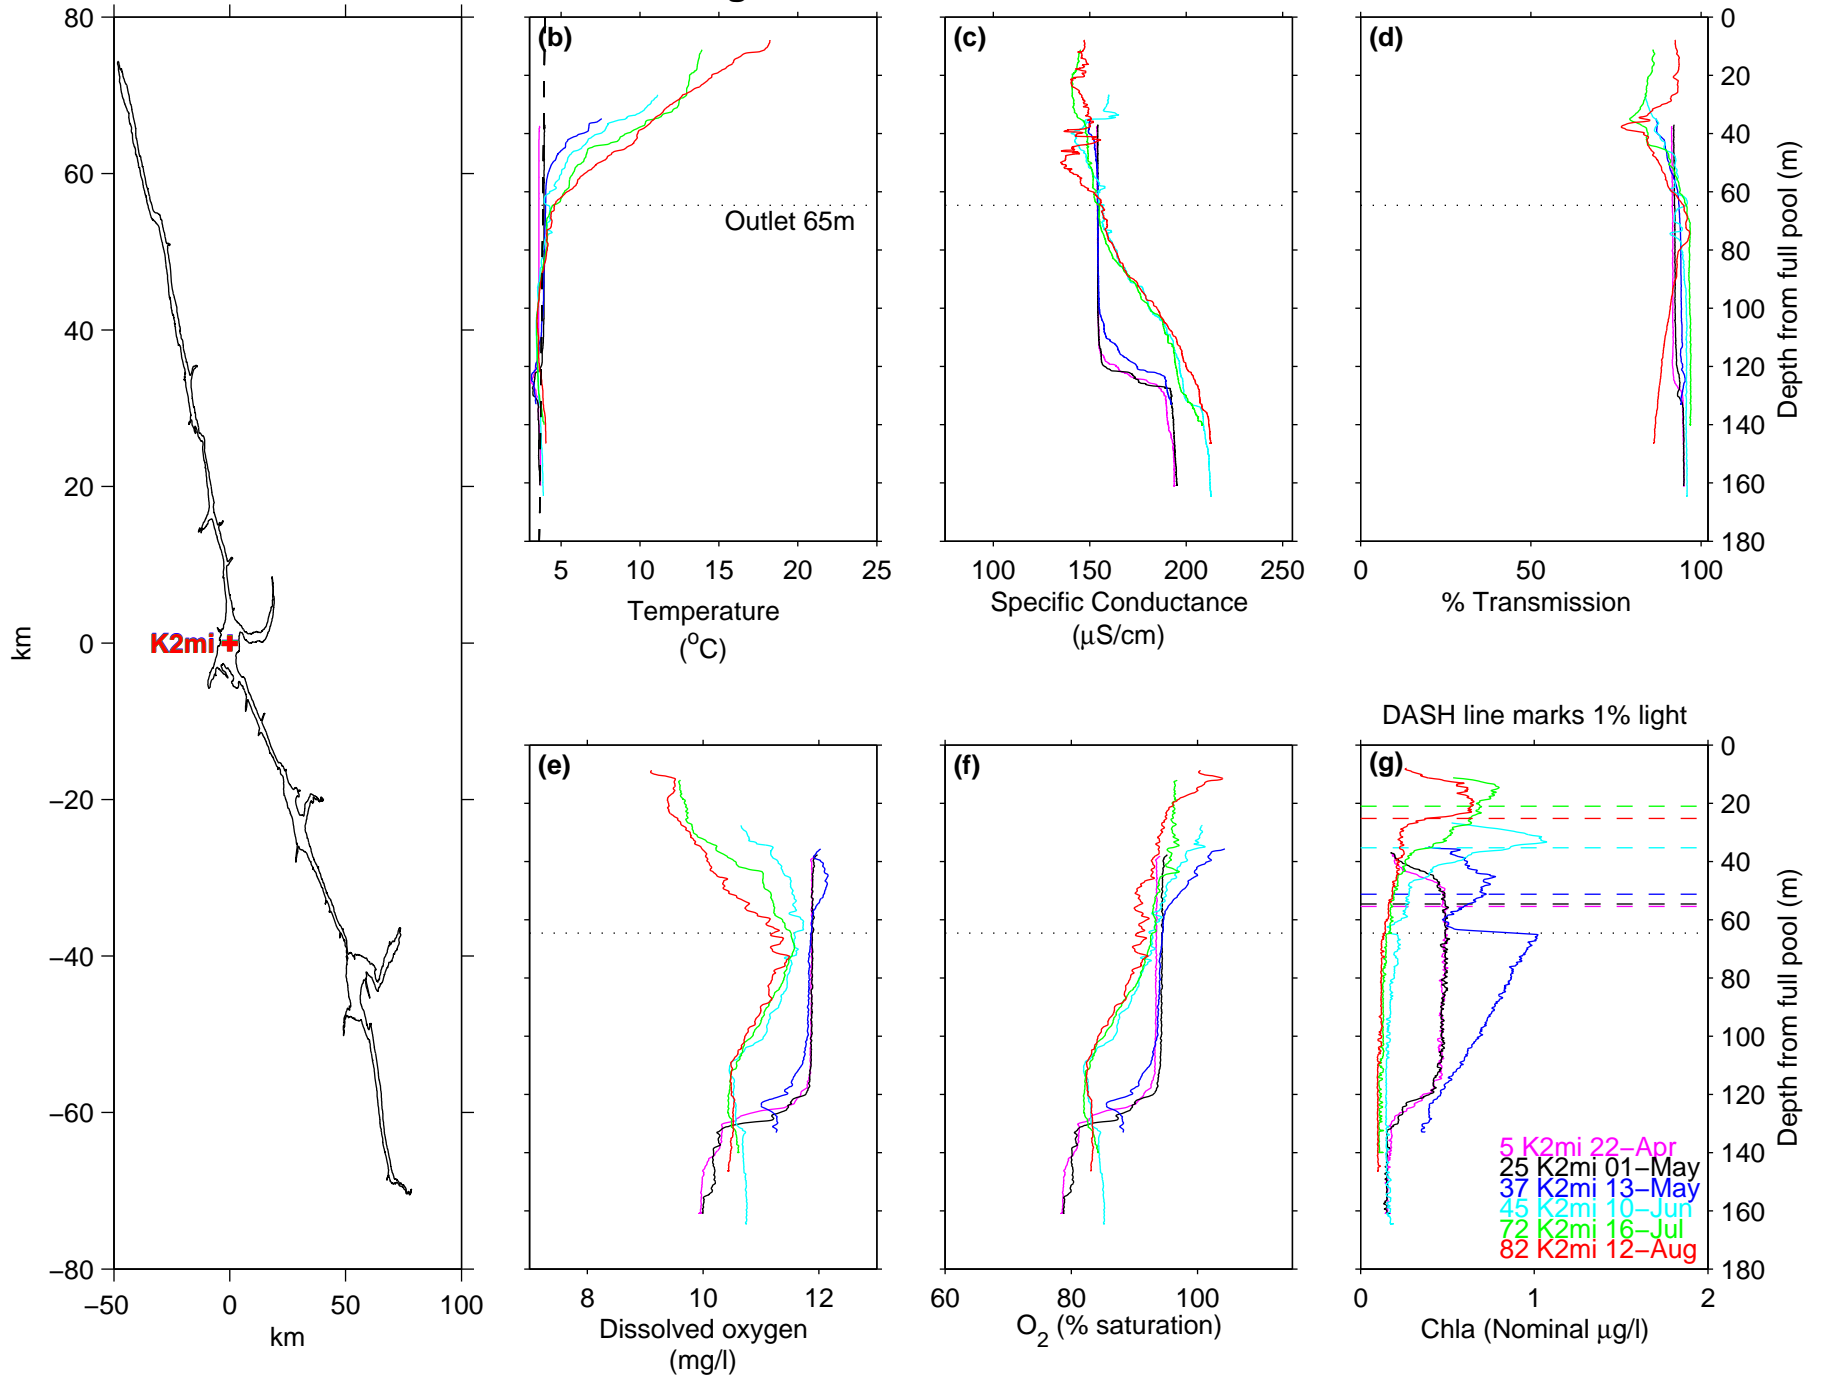 80
60
40
20
0
−20
−40
−60
−80
km
−50
0
50
100
km
K2mi
(b)
Outlet 65m
5
10
15
20
25
Temperature
(°C)
(c)
100
150
200
250
Specific Conductance
(μS/cm)
(d)
0
50
100
% Transmission
0
20
40
60
80
100
120
140
160
180
Depth from full pool (m)
(e)
8
10
12
Dissolved oxygen
(mg/l)
(f)
60
80
100
O2 (% saturation)
DASH line marks 1% light
(g)
5 K2mi 22−Apr
25 K2mi 01−May
37 K2mi 13−May
45 K2mi 10−Jun
72 K2mi 16−Jul
82 K2mi 12−Aug
0
1
2
Chla (Nominal μg/l)
0
20
40
60
80
100
120
140
160
180
Depth from full pool (m)